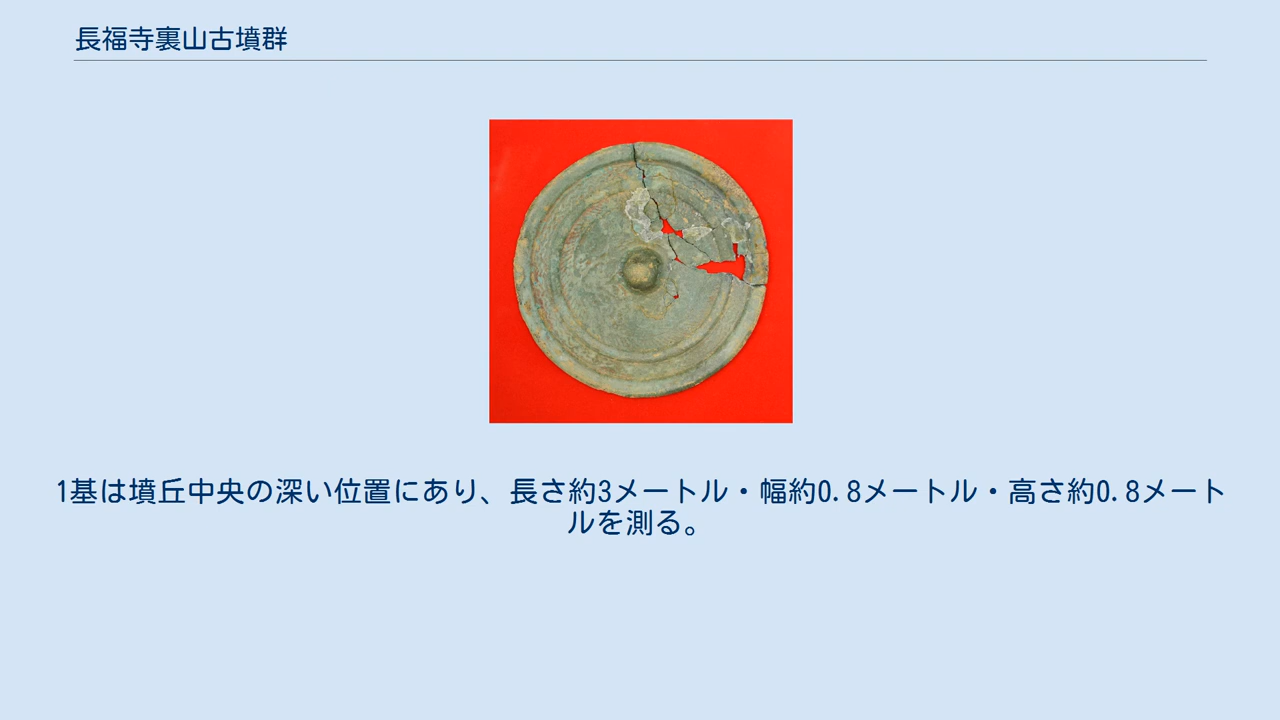 長福寺裏山古墳群
1基は墳丘中央の深い位置にあり、長さ約3メートル・幅約0.8メートル・高さ約0.8メート
ルを測る。